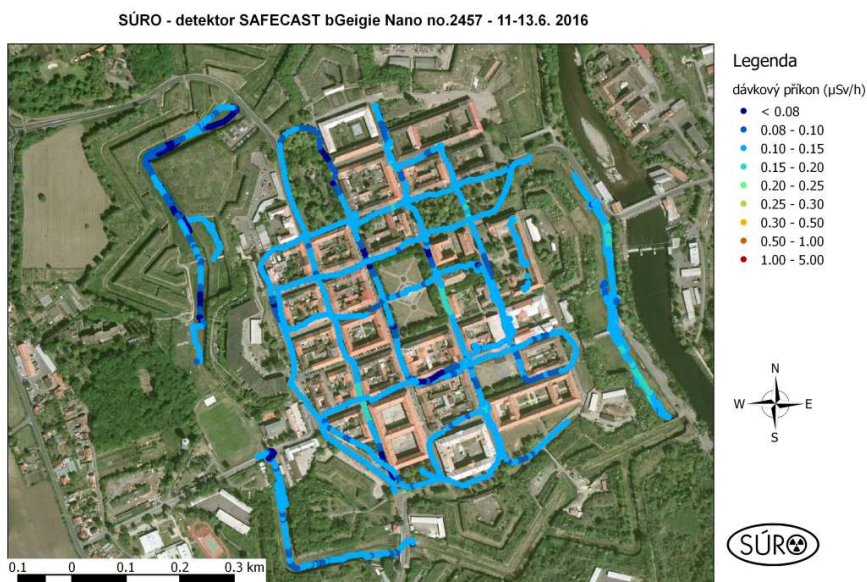 SÚRO - detektor SAFECAST bGeigie Nano no.2457 - 11-13.6. 2016
Legenda
dávkový příkon (µSv/h)
< 0.08
0.08 - 0.10
0.10 - 0.15
0.15 - 0.20
0.20 - 0.25
0.25 - 0.30
0.30 - 0.50
0.50 - 1.00
1.00 - 5.00
N
W E
S
SÚRO
0.1 0 0.1 0.2 0.3 km